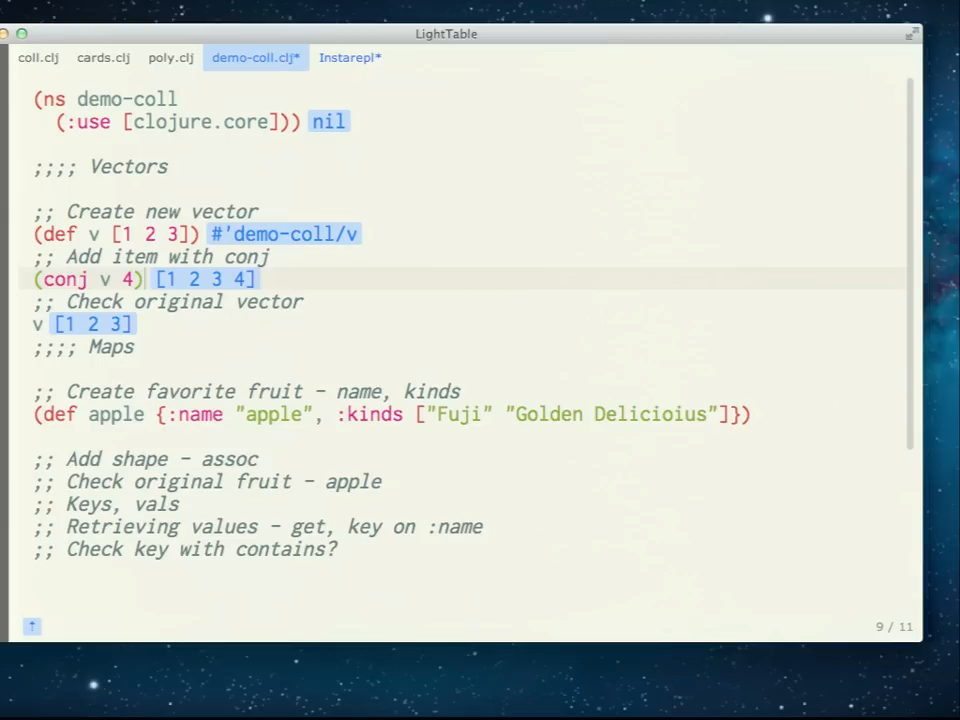 LightTable
coll.clj cards.clj poly.clj demo-coll.clj* Instarepl*
(ns demo-coll
(:use [clojure.core])) nil
;;;; Vectors
;; Create new vector
(def v [1 2 3]) #'demo-coll/v
;; Add item with conj
(conj v 4) [1 2 3 4]
;; Check original vector
v [1 2 3]
;;;; Maps
;; Create favorite fruit - name, kinds
(def apple {:name "apple", :kinds ["Fuji" "Golden Delicioius"]})
;; Add shape - assoc
;; Check original fruit - apple
;; Keys, vals
;; Retrieving values - get, key on :name
;; Check key with contains?
↑ 9 / 11